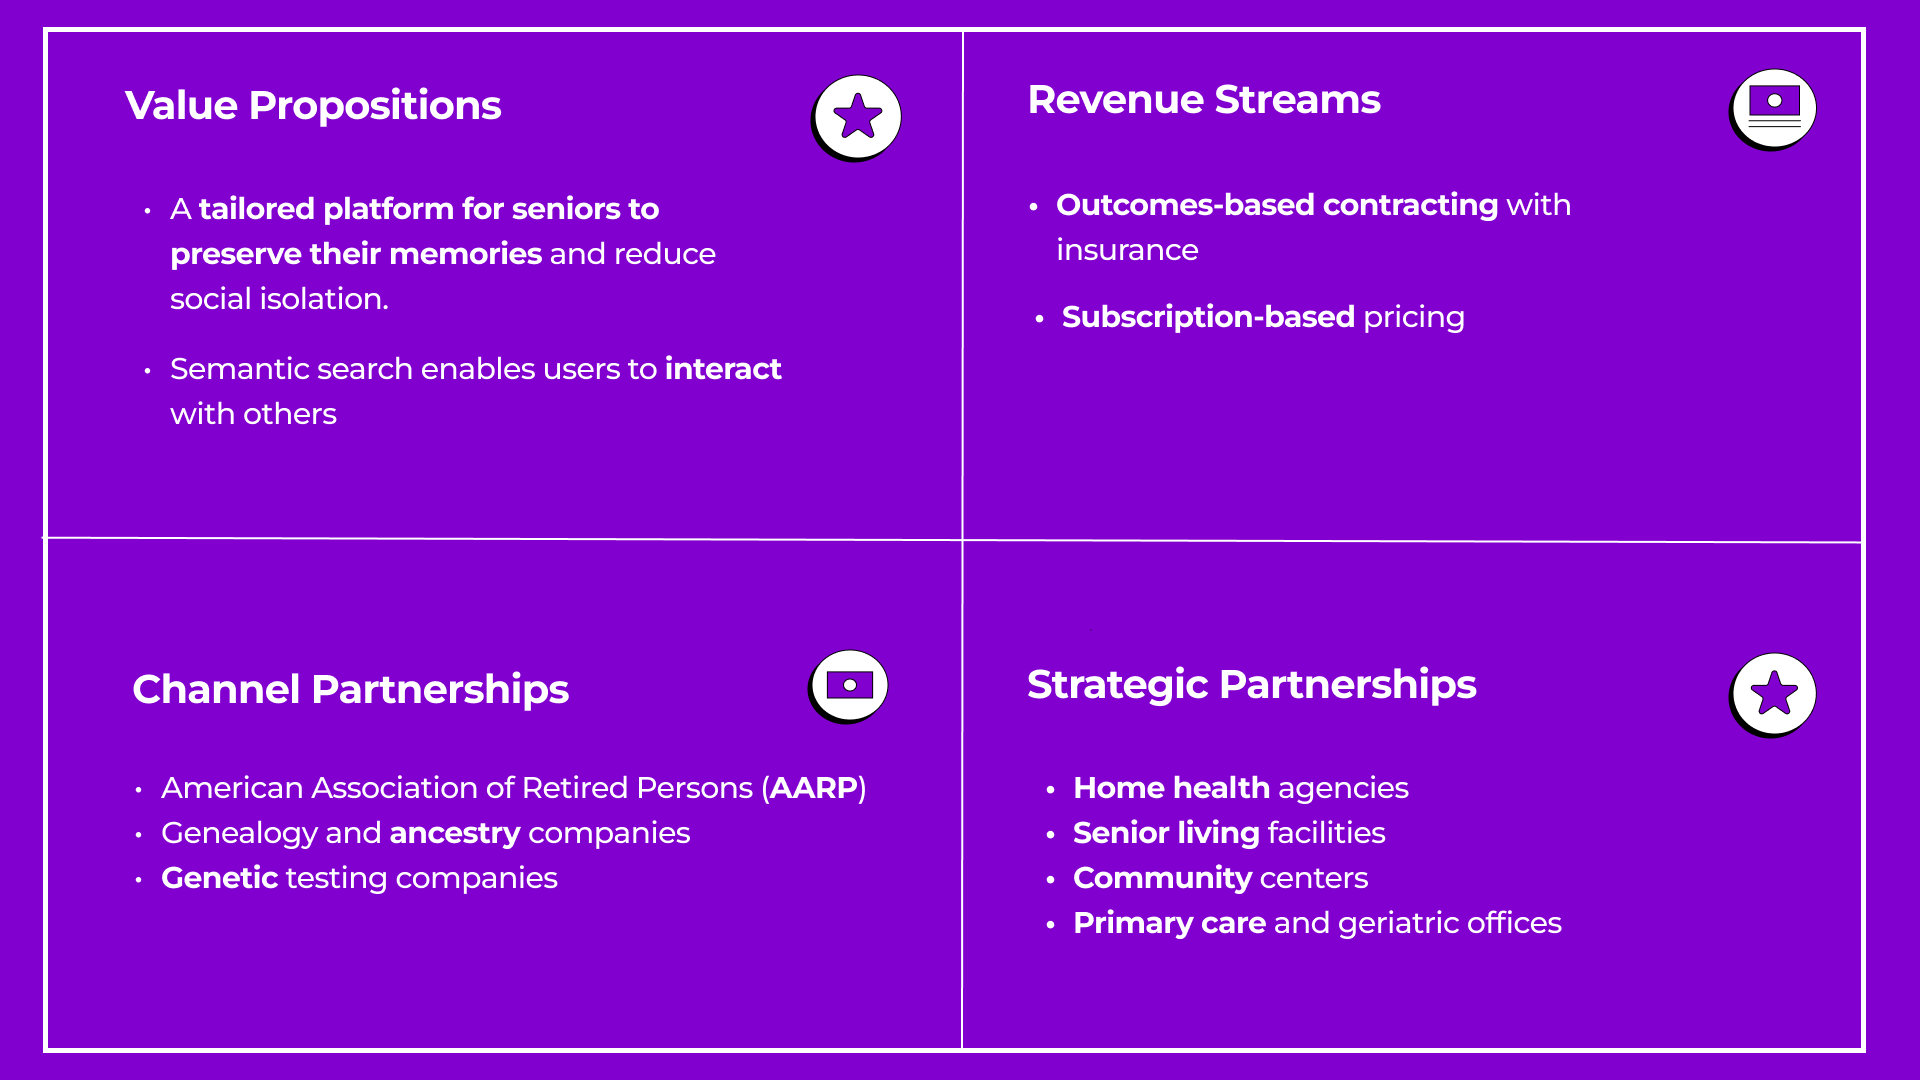 Value Propositions
• A tailored platform for seniors to
preserve their memories and reduce
social isolation.
• Semantic search enables users to interact
with others
Revenue Streams
• Outcomes-based contracting with
insurance
• Subscription-based pricing
Channel Partnerships
• American Association of Retired Persons (AARP)
• Genealogy and ancestry companies
• Genetic testing companies
Strategic Partnerships
• Home health agencies
• Senior living facilities
• Community centers
• Primary care and geriatric offices